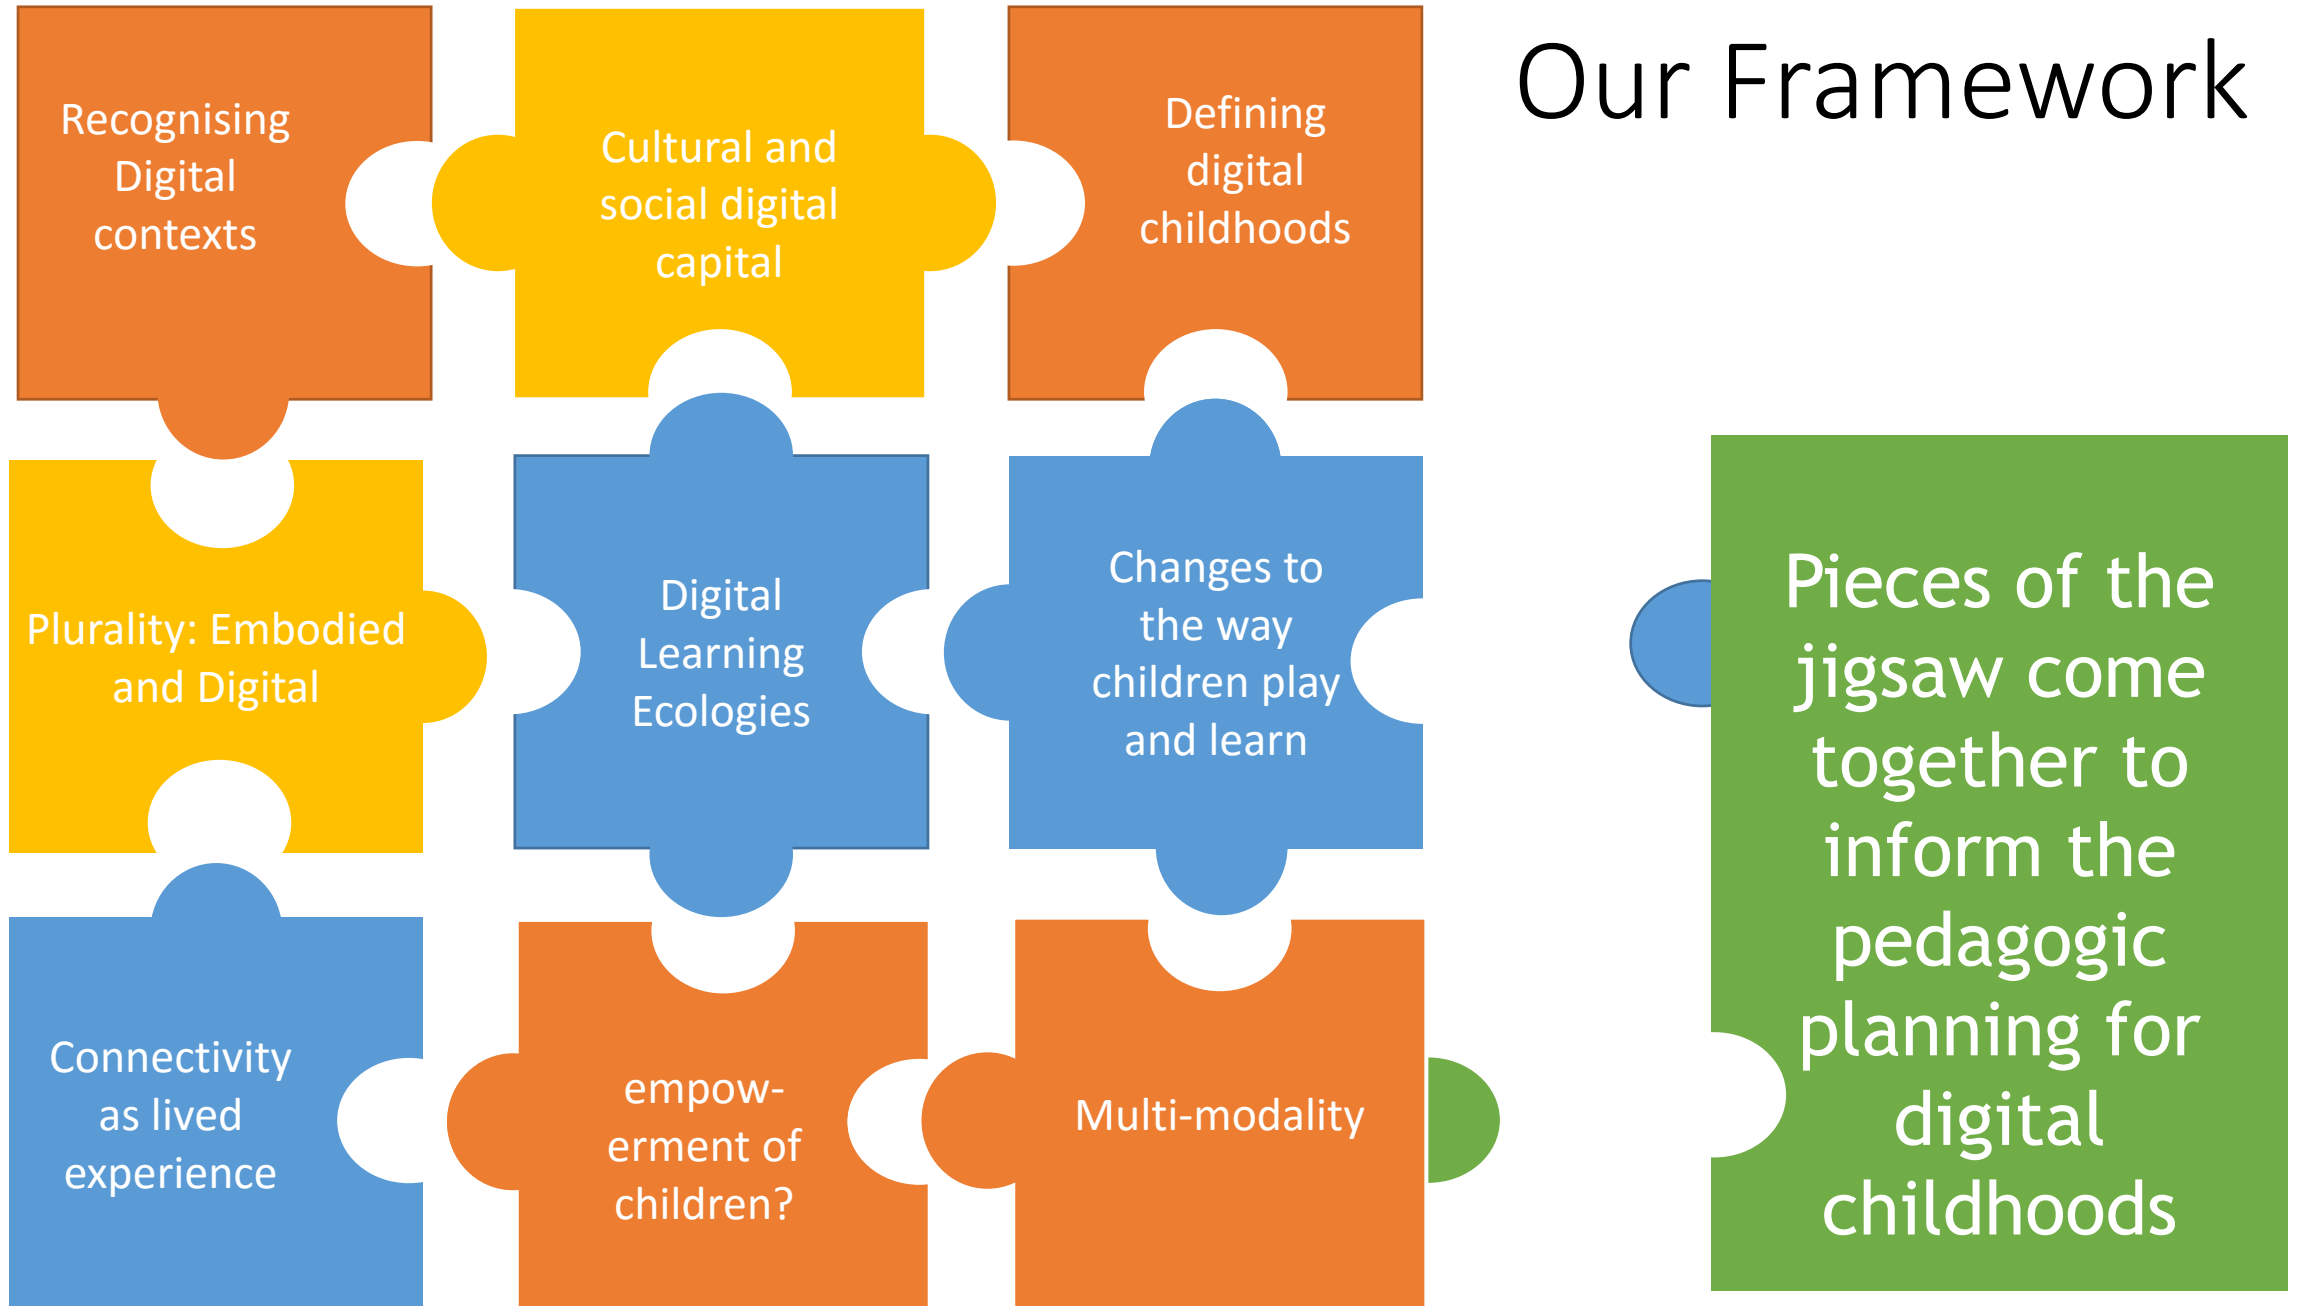 Our Framework
Recognising
Digital
contexts
Cultural and
social digital
capital
Defining
digital
childhoods
Plurality: Embodied
and Digital
Digital
Learning
Ecologies
Changes to
the way
children play
and learn
Connectivity
as lived
experience
empow-
erment of
children?
Multi-modality
Pieces of the
jigsaw come
together to
inform the
pedagogic
planning for
digital
childhoods